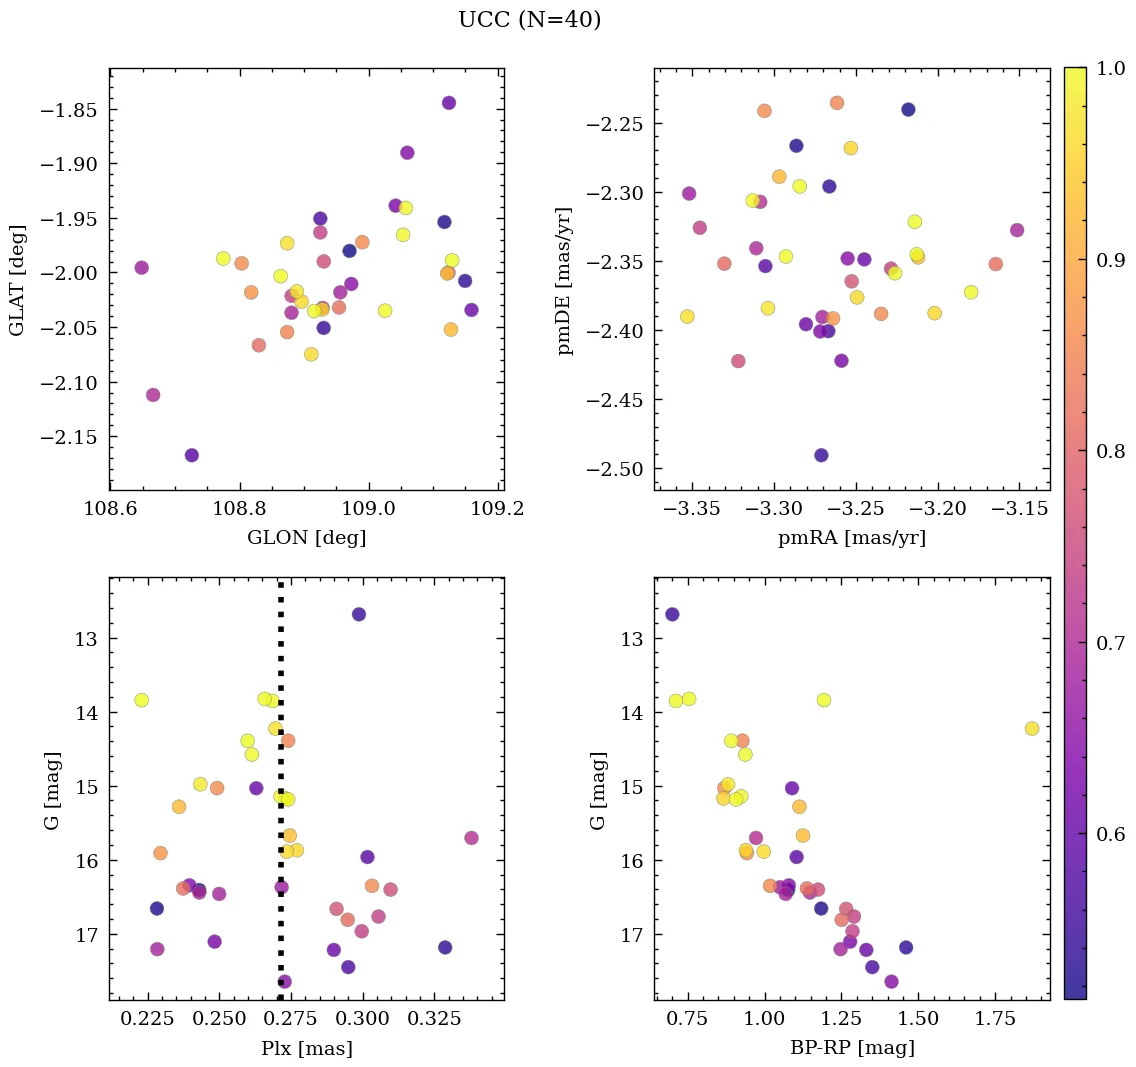 UCC (N=40)
−1.85
−1.90
−1.95
−2.00
−2.05
−2.10
−2.15
GLAT [deg]
108.6 108.8 109.0 109.2
GLON [deg]
−2.25
−2.30
−2.35
−2.40
−2.45
−2.50
pmDE [mas/yr]
−3.35 −3.30 −3.25 −3.20 −3.15
pmRA [mas/yr]
13
14
15
16
17
G [mag]
0.225 0.250 0.275 0.300 0.325
Plx [mas]
13
14
15
16
17
G [mag]
0.75 1.00 1.25 1.50 1.75
BP-RP [mag]
1.0
0.9
0.8
0.7
0.6